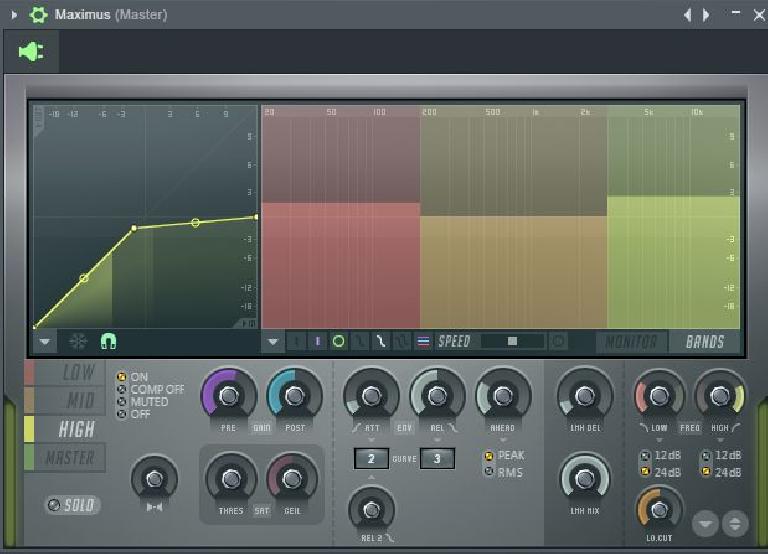 Maximus (Master)
-18 -12 -6 -3 3 6 9
20 50 100 200 500 1k 2k 5k 10k
9 9
6 6
3 3
-3 -3
-6 -6
-12 -12
-18 -18
SPEED MONITOR BANDS
LOW
MID
HIGH
MASTER
SOLO
ON
COMP OFF
MUTED
OFF
PRE GAIN POST
THRES SAT CEIL
ATT ENV REL AHEAD
2 CURVE 3
PEAK
RMS
REL 2
LMH DEL
LMH MIX
LOW FREQ HIGH
12dB 12dB
24dB 24dB
LO.CUT